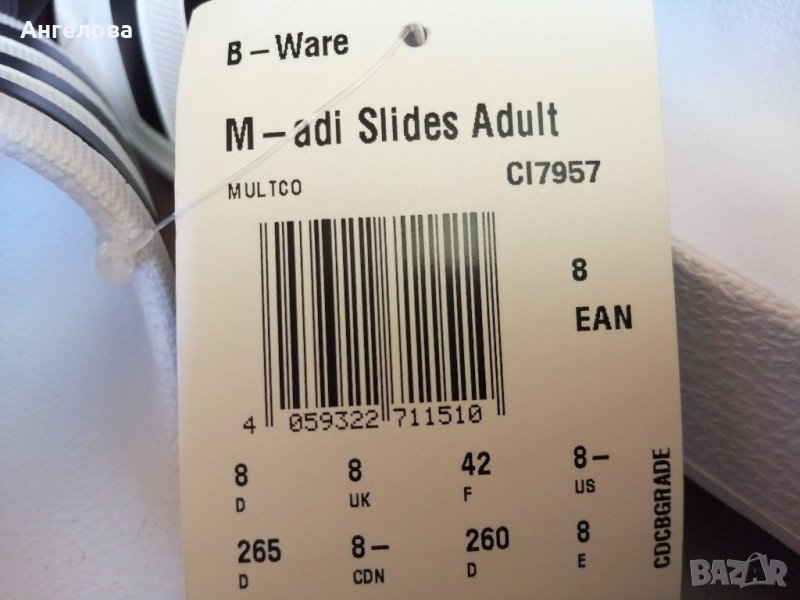 Ангелова
B – Ware
M – adi Slides Adult
MULTCO CI7957
8
EAN
4 059322 711510
8 8 42 8–
D UK F US
265 8– 260 8
D CDN D E
CDCBGRADE
BAZAR